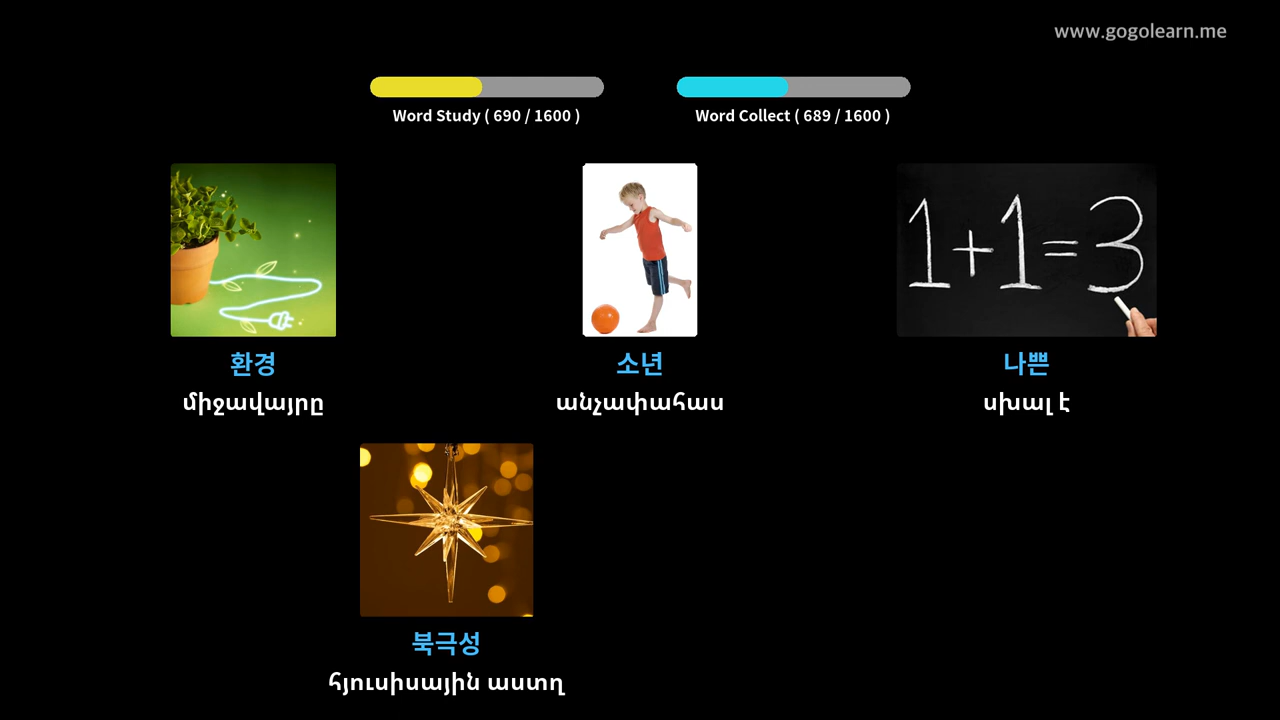 www.gogolearn.me
Word Study ( 690 / 1600 )
Word Collect ( 689 / 1600 )
1+1=3
환경
միջավայրը
소년
անչափահաս
나쁜
սխալ է
북극성
հյուսիսային աստղ